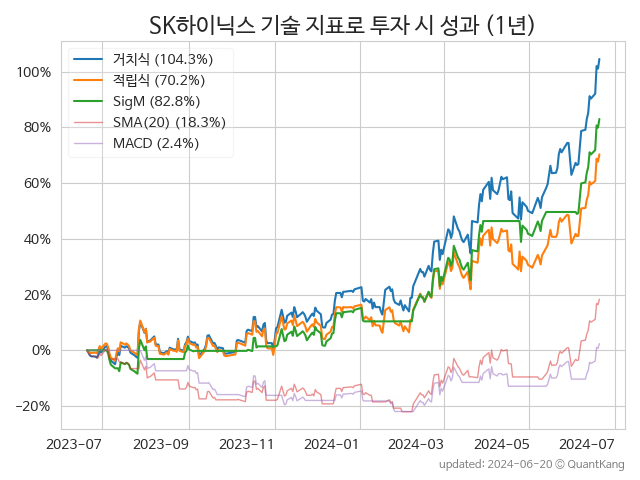 SK하이닉스 기술 지표로 투자 시 성과 (1년)
거치식 (104.3%)
적립식 (70.2%)
SigM (82.8%)
SMA(20) (18.3%)
MACD (2.4%)
100%
80%
60%
40%
20%
0%
−20%
2023-07 2023-09 2023-11 2024-01 2024-03 2024-05 2024-07
updated: 2024-06-20 © QuantKang